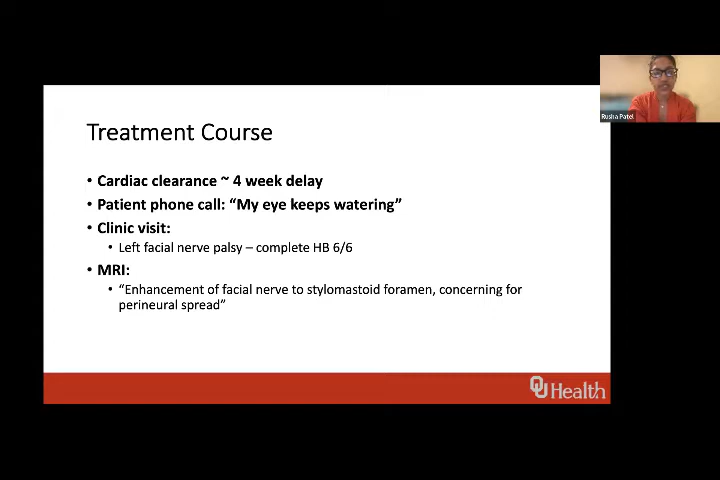 Rusha Patel
Treatment Course
• Cardiac clearance ~ 4 week delay
• Patient phone call: “My eye keeps watering”
• Clinic visit:
• Left facial nerve palsy – complete HB 6/6
• MRI:
• “Enhancement of facial nerve to stylomastoid foramen, concerning for
perineural spread”
OU Health